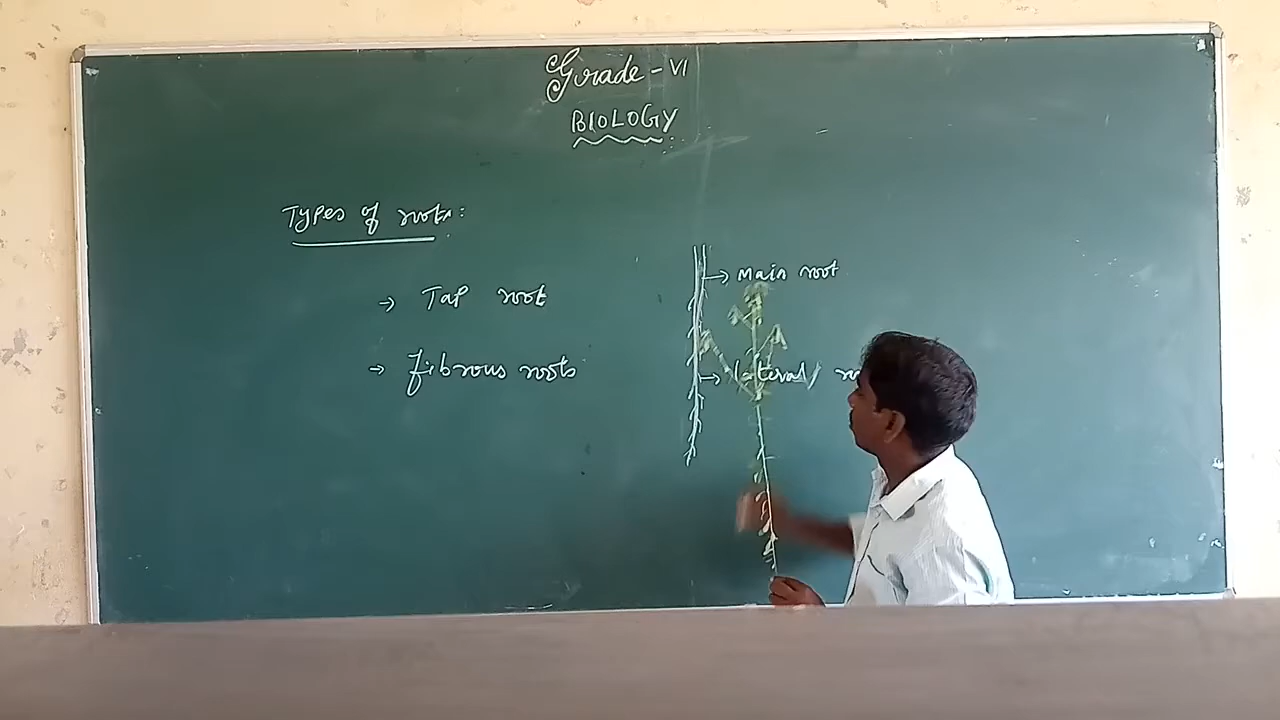 Grade - VI
BIOLOGY
Types of roots:
→ Tap root
→ fibrous roots
→ Main root
→ lateral